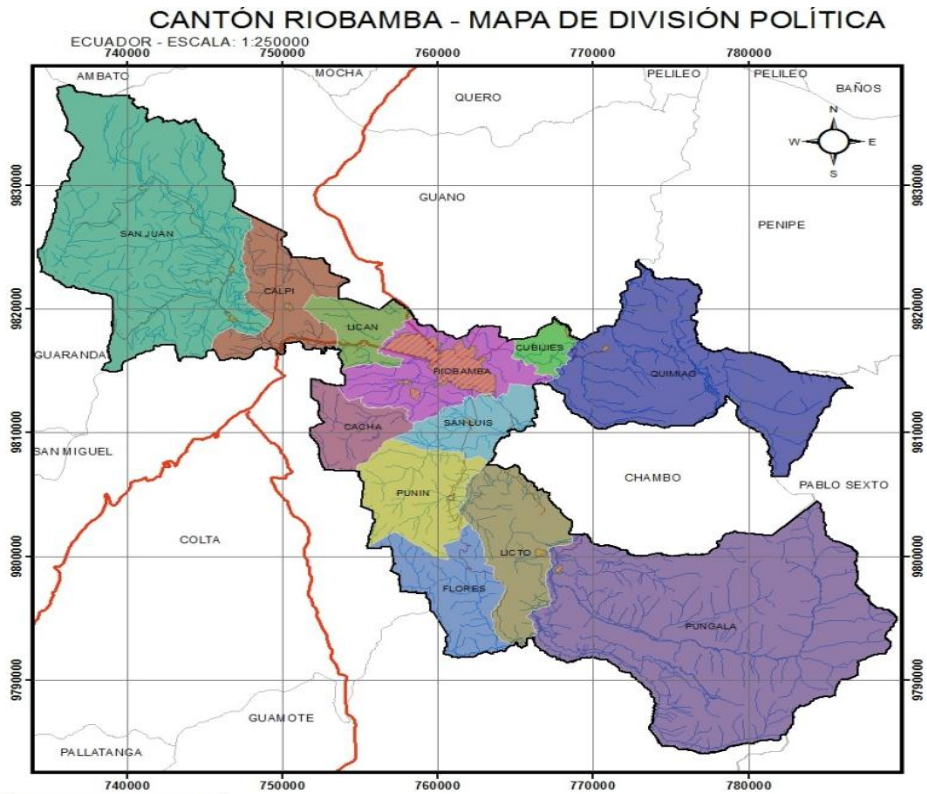 CANTÓN RIOBAMBA - MAPA DE DIVISIÓN POLÍTICA
ECUADOR - ESCALA: 1:250000
740000 750000 760000 770000 780000
AMBATO MOCHA PELILEO PELILEO
BAÑOS
QUERO
N
W E
S
9830000 9830000
GUANO
PENIPE
SAN JUAN
CALPI
9820000 9820000
LICAN
CUBIJIES
GUARANDA
RIOBAMBA QUIMIAG
CACHA SAN LUIS
9810000 9810000
SAN MIGUEL
CHAMBO
PABLO SEXTO
PUNIN
COLTA
LICTO
9800000 9800000
FLORES
PUNGALA
9790000 9790000
GUAMOTE
PALLATANGA
740000 750000 760000 770000 780000